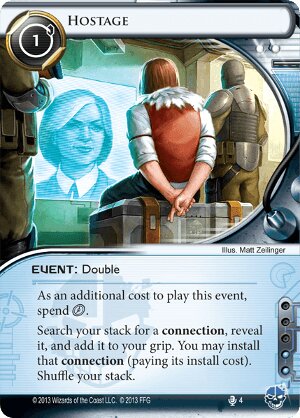 1
HOSTAGE
Illus. Matt Zeilinger
EVENT: Double
As an additional cost to play this event,
spend .
Search your stack for a connection, reveal
it, and add it to your grip. You may install
that connection (paying its install cost).
Shuffle your stack.
© 2013 Wizards of the Coast LLC. © 2013 FFG
4